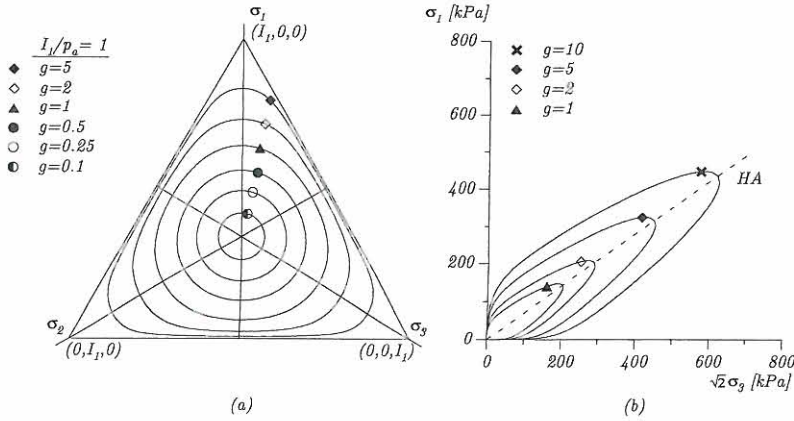 σ₁
(I₁,0,0)
I₁/pₐ= 1
g=5
g=2
g=1
g=0.5
g=0.25
g=0.1
σ₂
σ₃
(0,I₁,0)
(0,0,I₁)
(a)
σ₁ [kPa]
800
600
400
200
0
g=10
g=5
g=2
g=1
HA
0
200
400
600
800
√2σ₃ [kPa]
(b)